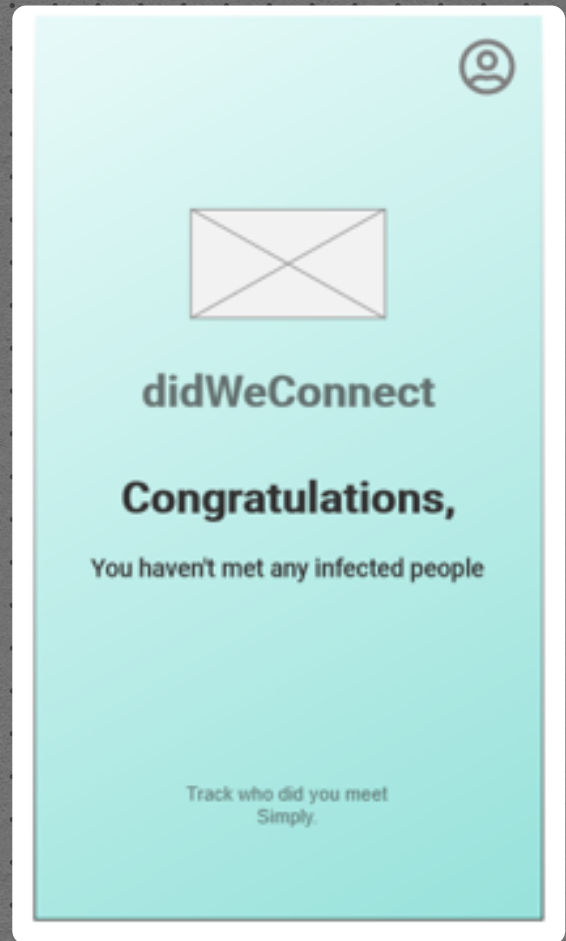 didWeConnect
Congratulations,
You haven't met any infected people
Track who did you meet
Simply.